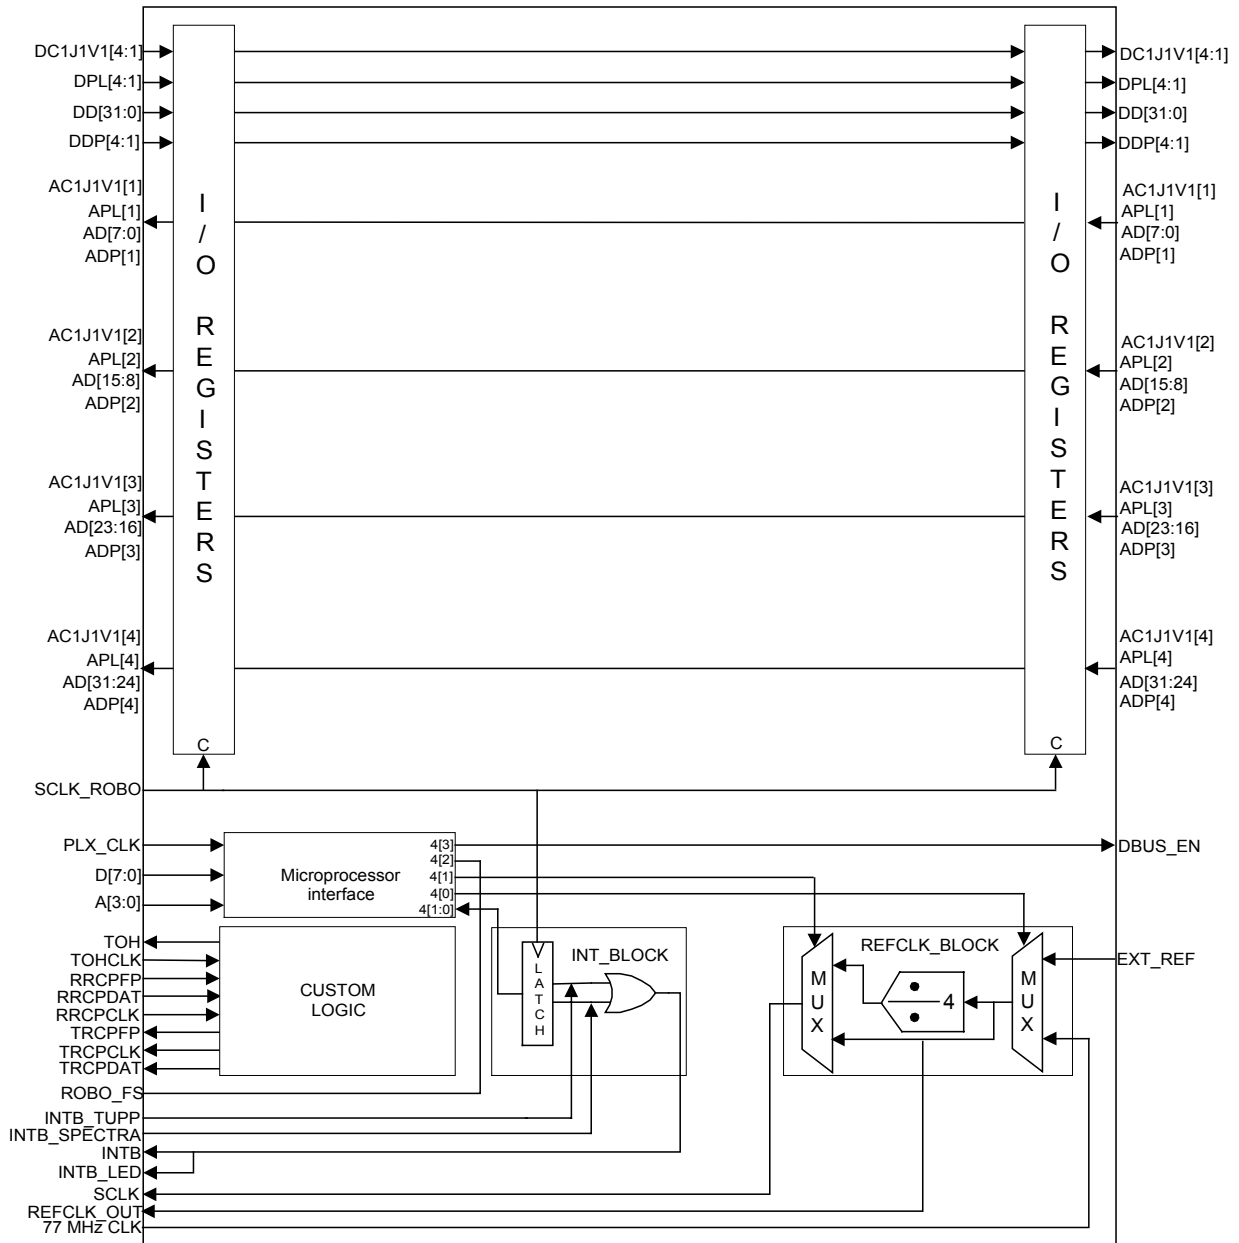 DC1J1V1[4:1]
DPL[4:1]
DD[31:0]
DDP[4:1]
AC1J1V1[1]
APL[1]
AD[7:0]
ADP[1]
AC1J1V1[2]
APL[2]
AD[15:8]
ADP[2]
AC1J1V1[3]
APL[3]
AD[23:16]
ADP[3]
AC1J1V1[4]
APL[4]
AD[31:24]
ADP[4]
I/O REGISTERS
C
I/O REGISTERS
C
DC1J1V1[4:1]
DPL[4:1]
DD[31:0]
DDP[4:1]
AC1J1V1[1]
APL[1]
AD[7:0]
ADP[1]
AC1J1V1[2]
APL[2]
AD[15:8]
ADP[2]
AC1J1V1[3]
APL[3]
AD[23:16]
ADP[3]
AC1J1V1[4]
APL[4]
AD[31:24]
ADP[4]
SCLK_ROBO
PLX_CLK
D[7:0]
A[3:0]
Microprocessor
interface
4[3]
4[2]
4[1]
4[0]
4[1:0]
DBUS_EN
TOH
TOHCLK
RRCPFP
RRCPDAT
RRCPCLK
TRCPFP
TRCPCLK
TRCPDAT
CUSTOM
LOGIC
INT_BLOCK
LATCH
REFCLK_BLOCK
MUX
4
MUX
EXT_REF
ROBO_FS
INTB_TUPP
INTB_SPECTRA
INTB
INTB_LED
SCLK
REFCLK_OUT
77 MHz CLK